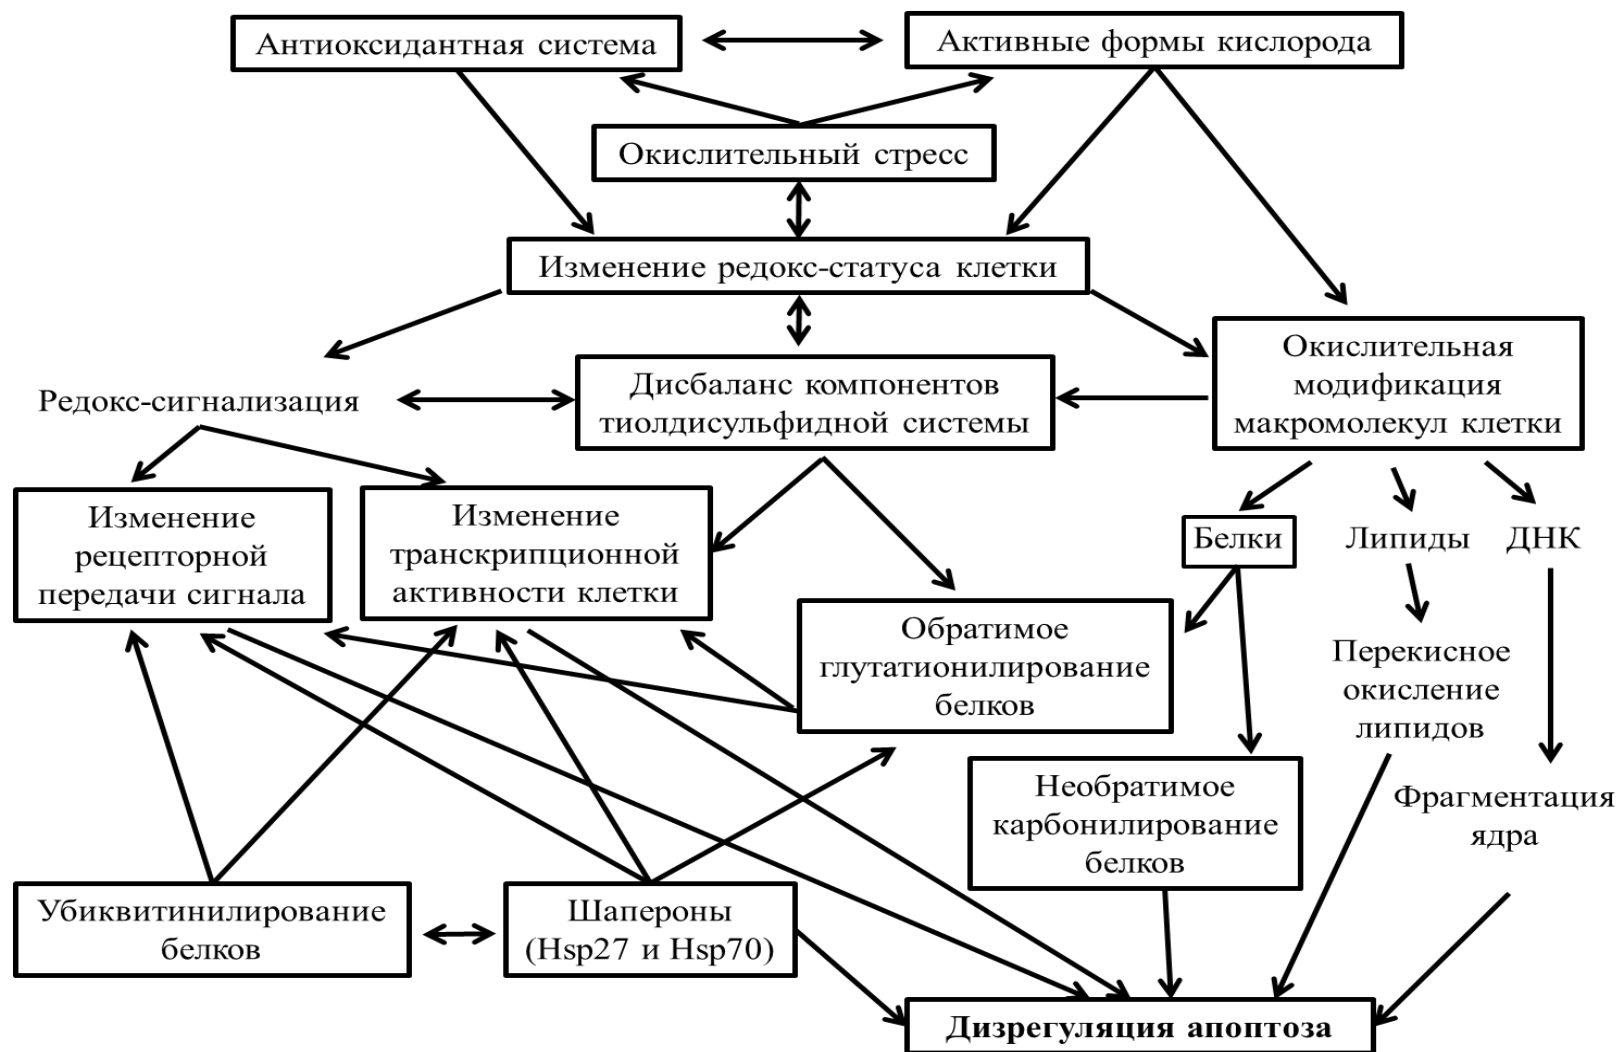 Антиоксидантная система
Активные формы кислорода
Окислительный стресс
Изменение редокс-статуса клетки
Редокс-сигнализация
Дисбаланс компонентов
тиолдисульфидной системы
Окислительная
модификация
макромолекул клетки
Изменение
рецепторной
передачи сигнала
Изменение
транскрипционной
активности клетки
Белки
Липиды
ДНК
Обратимое
глутатионилирование
белков
Перекисное
окисление
липидов
Необратимое
карбонилирование
белков
Фрагментация
ядра
Убиквитинилирование
белков
Шапероны
(Hsp27 и Hsp70)
Дизрегуляция апоптоза